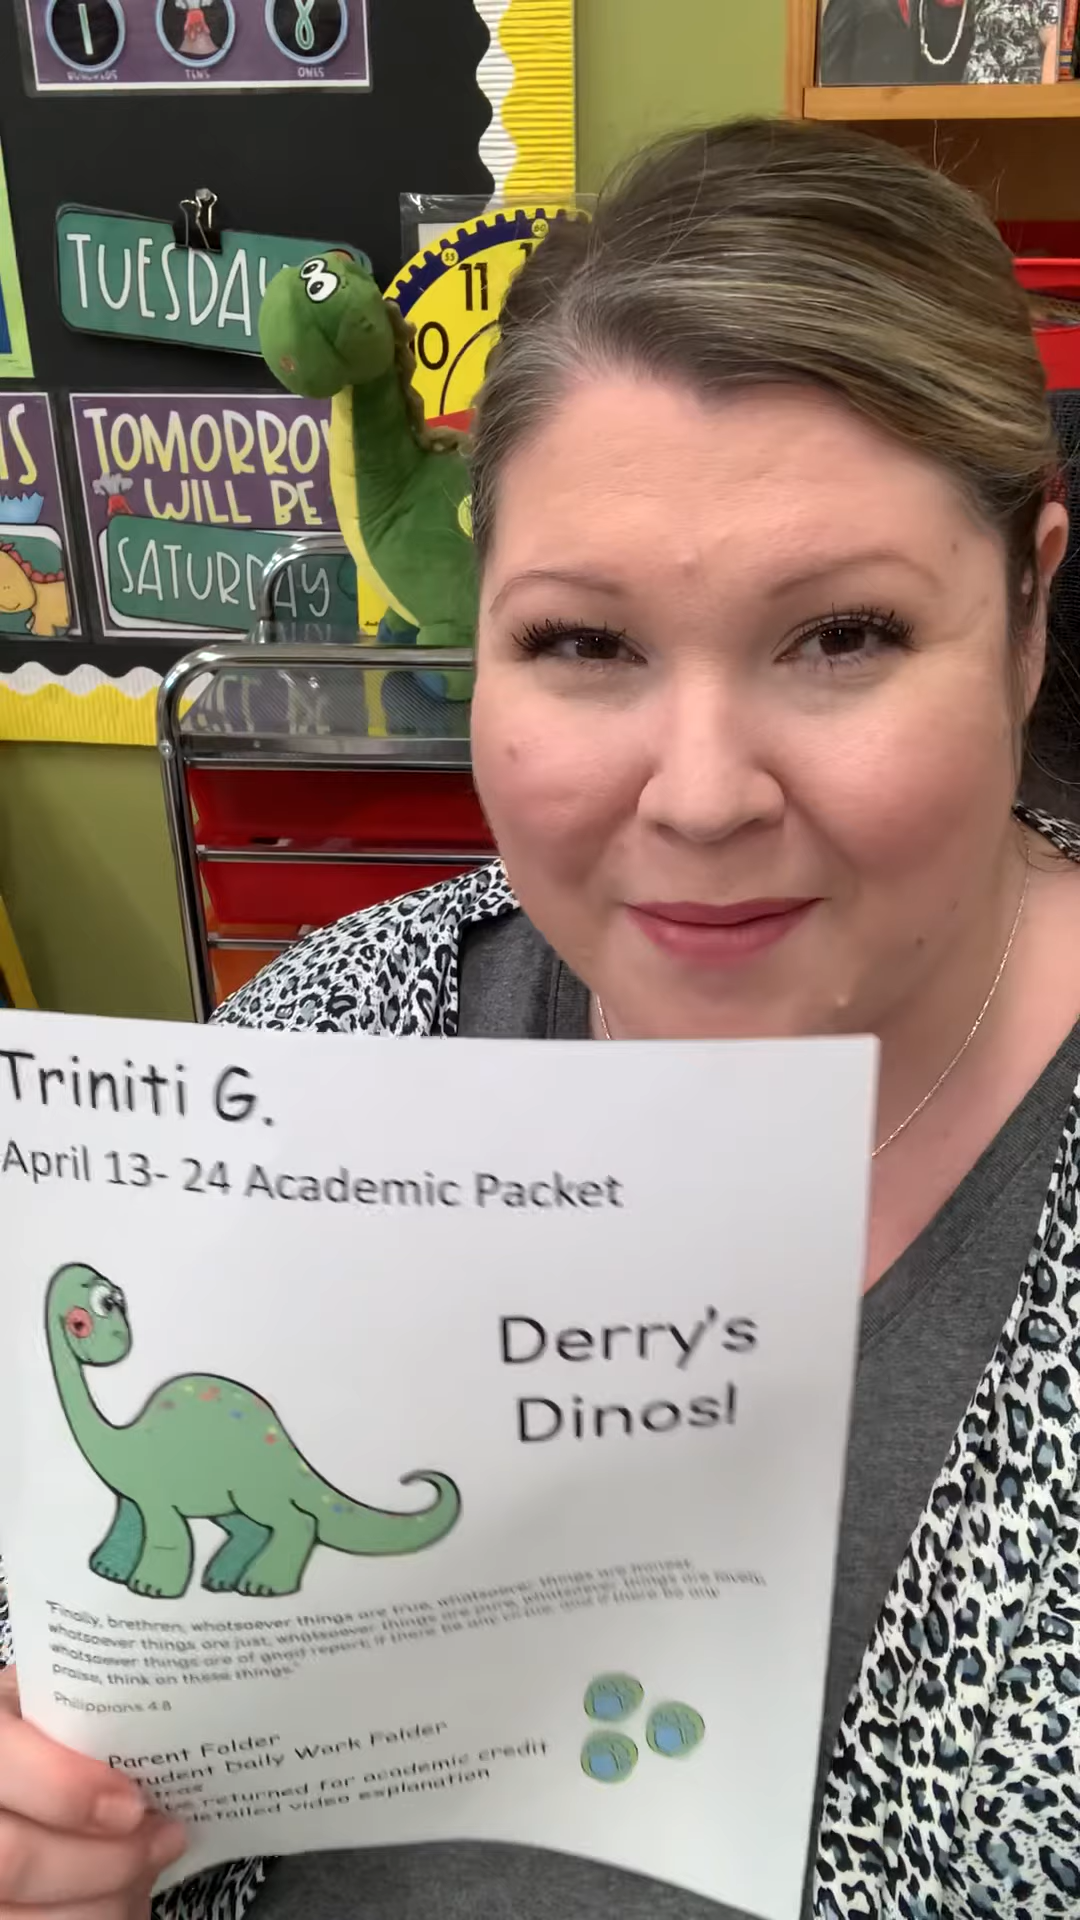 1 8
HUNDREDS TENS ONES
TUESDAY
55 60
11
TOMORROW
WILL BE
SATURDAY
Triniti G.
April 13- 24 Academic Packet
Derry's
Dinos!
"Finally, brethren, whatsoever things are true, whatsoever things are honest,
whatsoever things are just, whatsoever things are pure, whatsoever things are lovely,
whatsoever things are of good report; if there be any virtue, and if there be any
praise, think on these things."
Philippians 4:8
Parent Folder
Student Daily Work Folder
be returned for academic credit
detailed video explanation